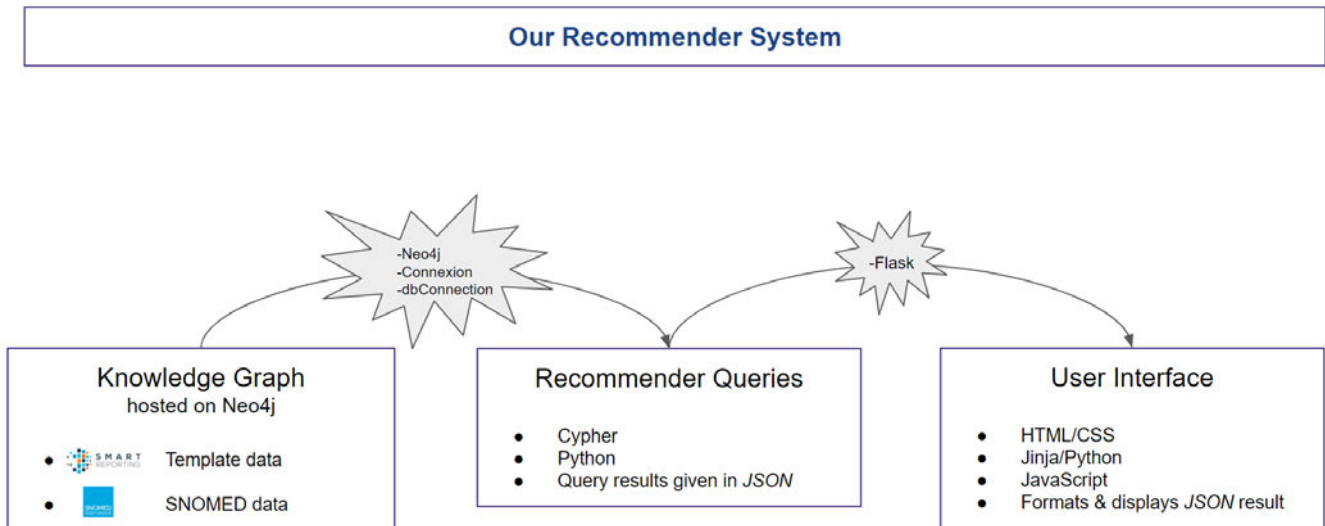 Our Recommender System
-Neo4j
-Connexion
-dbConnection
-Flask
Knowledge Graph
hosted on Neo4j
SMART
REPORTING
Template data
SNOMED
SNOMED data
Recommender Queries
Cypher
Python
Query results given in JSON
User Interface
HTML/CSS
Jinja/Python
JavaScript
Formats & displays JSON result